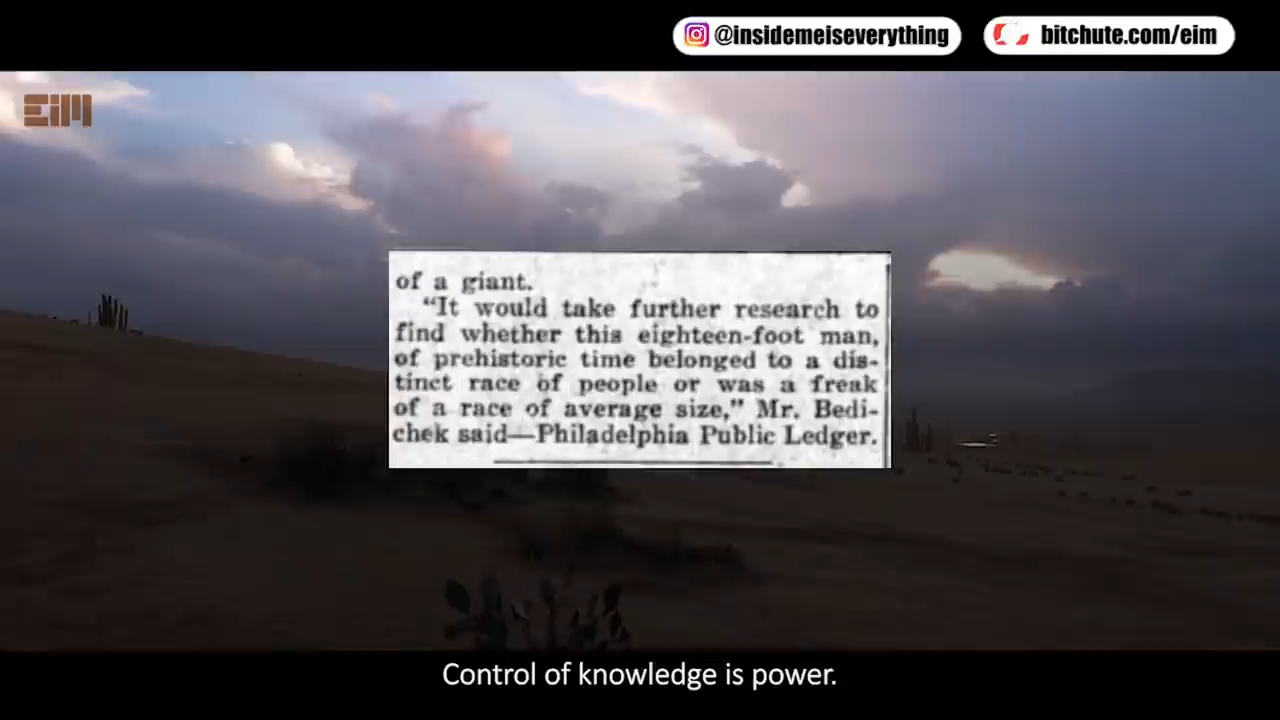 @insidemeiseverything
bitchute.com/eim
EiM
of a giant.
"It would take further research to
find whether this eighteen-foot man,
of prehistoric time belonged to a dis-
tinct race of people or was a freak
of a race of average size," Mr. Bedi-
chek said—Philadelphia Public Ledger.
Control of knowledge is power.